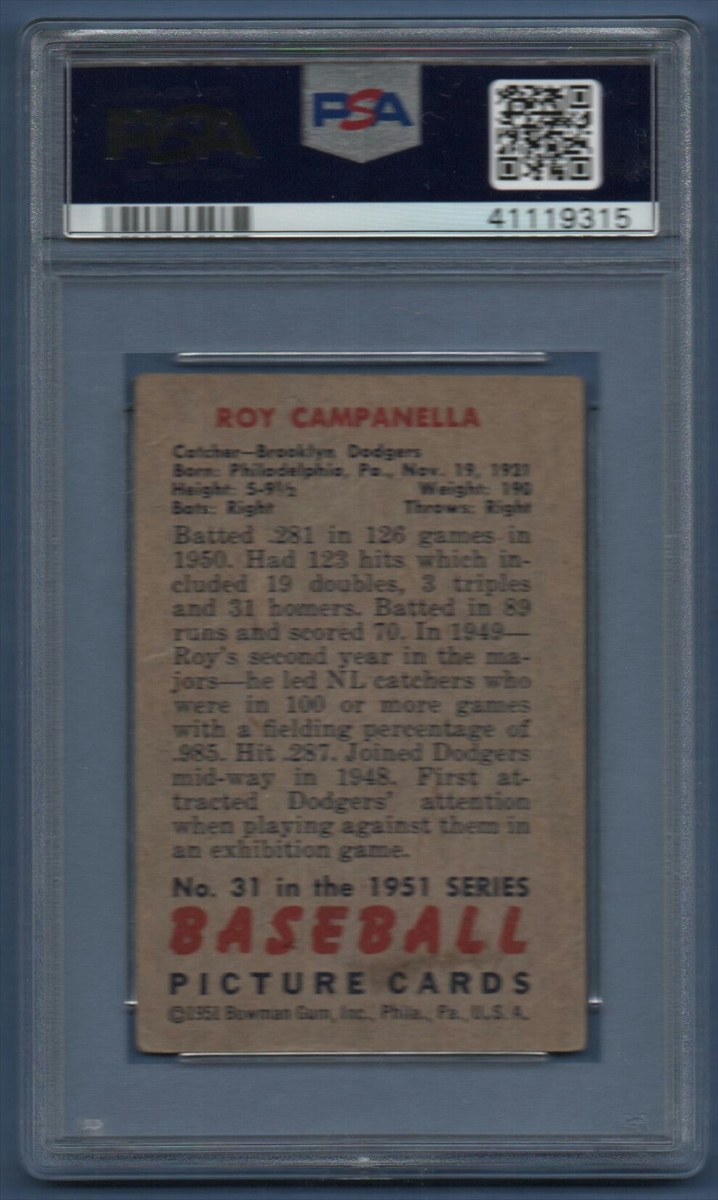 PSA
PSA
41119315
ROY CAMPANELLA
Catcher—Brooklyn Dodgers
Born: Philadelphia, Pa., Nov. 19, 1921
Height: 5-9½ Weight: 190
Bats: Right Throws: Right
Batted .281 in 126 games in
1950. Had 123 hits which in-
cluded 19 doubles, 3 triples
and 31 homers. Batted in 89
runs and scored 70. In 1949—
Roy's second year in the ma-
jors—he led NL catchers who
were in 100 or more games
with a fielding percentage of
.985. Hit .287. Joined Dodgers
mid-way in 1948. First at-
tracted Dodgers' attention
when playing against them in
an exhibition game.
No. 31 in the 1951 SERIES
BASEBALL
PICTURE CARDS
©1951 Bowman Gum, Inc., Phila., Pa., U.S.A.